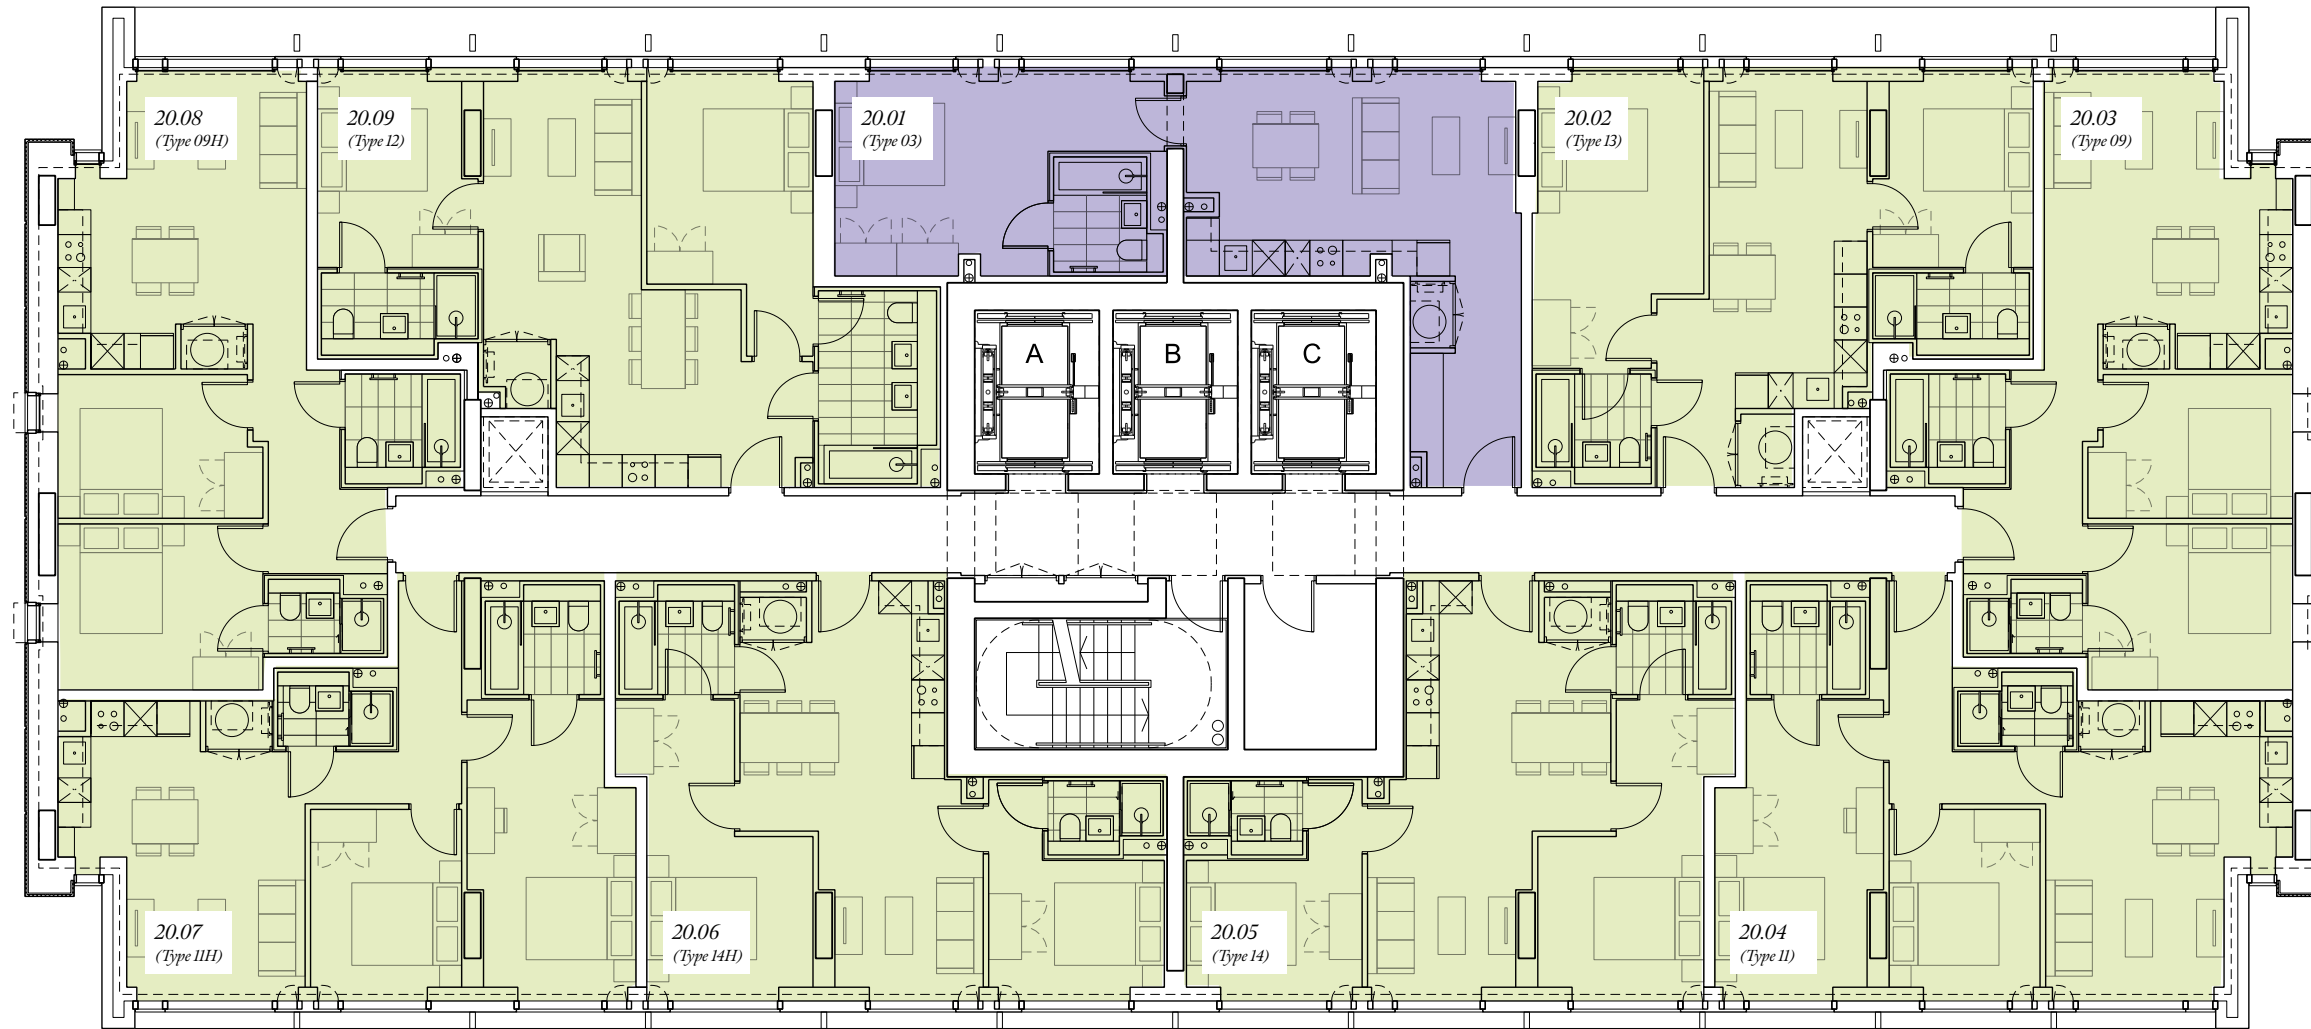 20.08
(Type 09H)
20.09
(Type 12)
20.01
(Type 03)
20.02
(Type 13)
20.03
(Type 09)
A
B
C
20.07
(Type 11H)
20.06
(Type 14H)
20.05
(Type 14)
20.04
(Type 11)